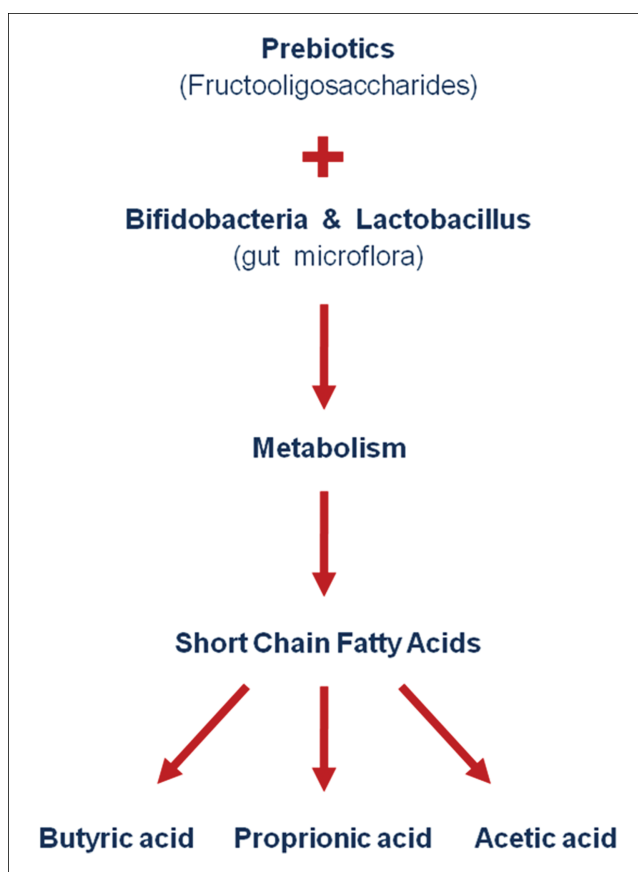 Prebiotics
(Fructooligosaccharides)
+
Bifidobacteria & Lactobacillus
(gut microflora)
Metabolism
Short Chain Fatty Acids
Butyric acid Proprionic acid Acetic acid